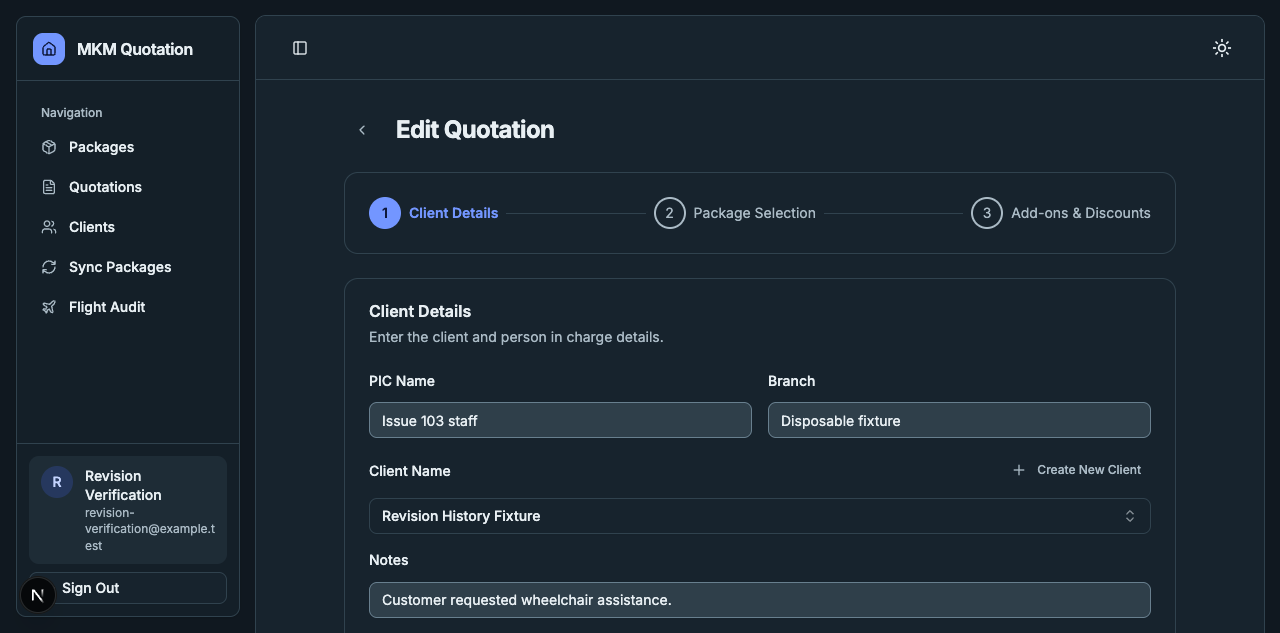 MKM Quotation
Navigation
Packages
Quotations
Clients
Sync Packages
Flight Audit
R
Revision
Verification
revision-
verification@example.t
est
N
Sign Out
Edit Quotation
1 Client Details
2 Package Selection
3 Add-ons & Discounts
Client Details
Enter the client and person in charge details.
PIC Name
Branch
Issue 103 staff
Disposable fixture
Client Name
Create New Client
Revision History Fixture
Notes
Customer requested wheelchair assistance.